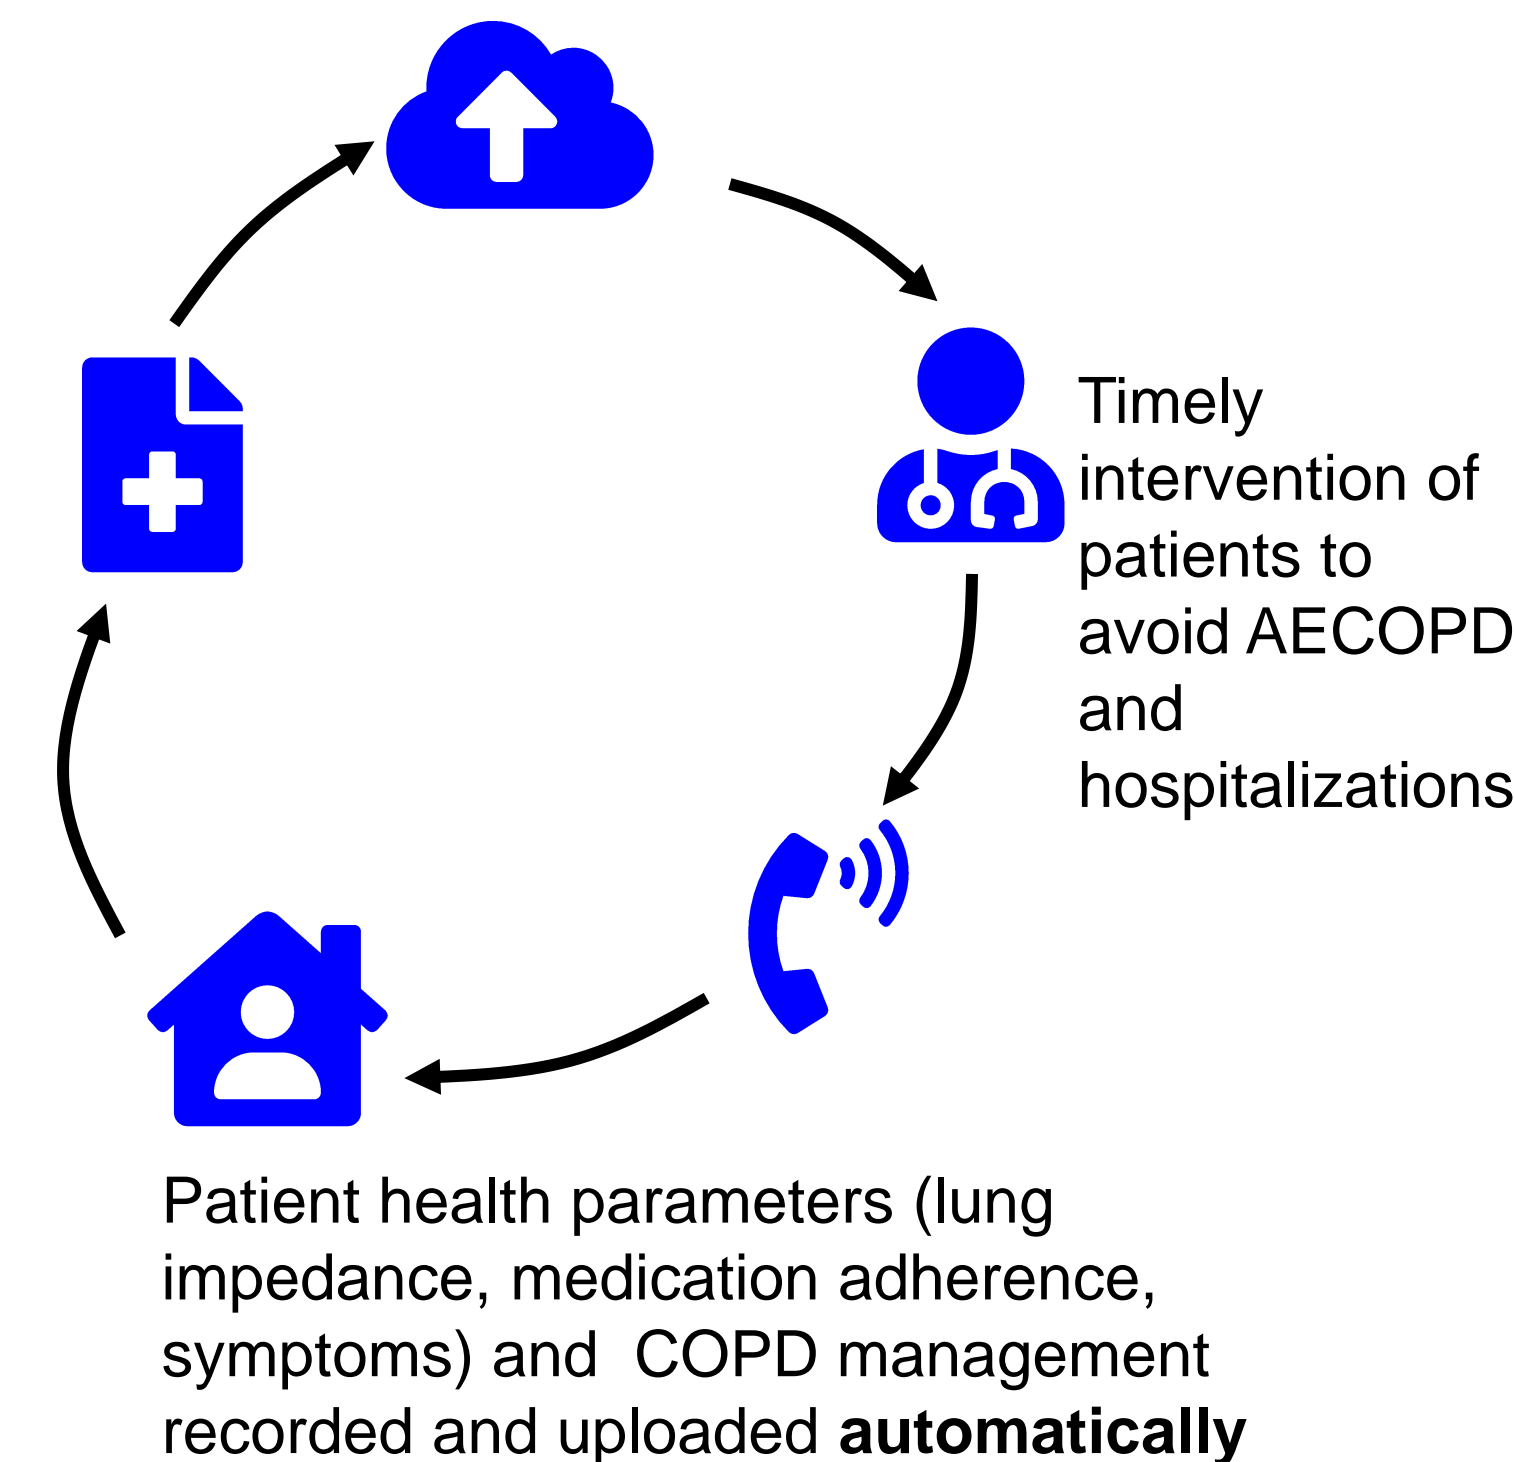 Timely
intervention of
patients to
avoid AECOPD
and
hospitalizations
Patient health parameters (lung
impedance, medication adherence,
symptoms) and  COPD management
recorded and uploaded automatically